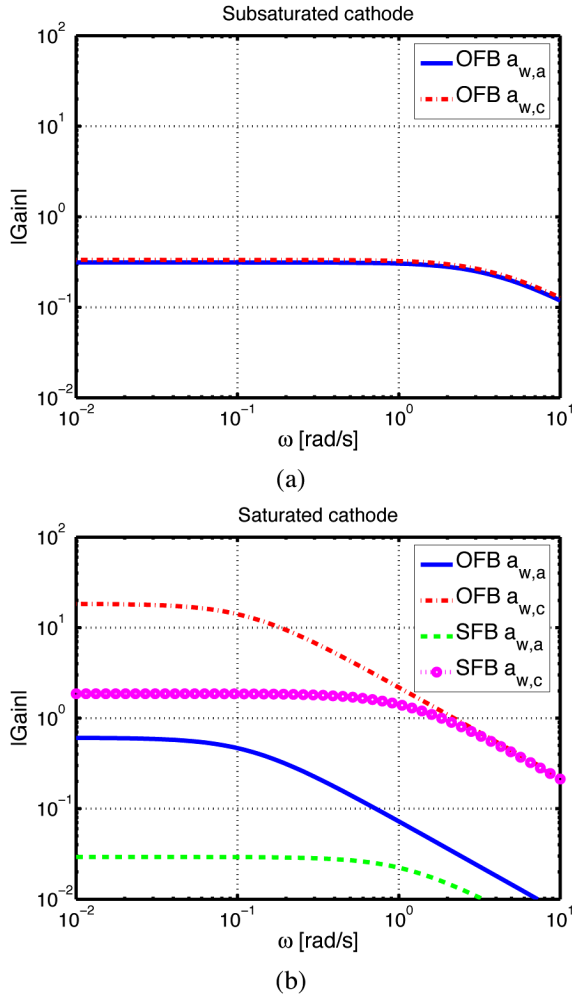 Subsaturated cathode
10^2
10^1
10^0
10^-1
10^-2
|Gain|
OFB a_w,a
OFB a_w,c
10^-2 10^-1 10^0 10^1
ω [rad/s]
(a)
Saturated cathode
10^2
10^1
10^0
10^-1
10^-2
|Gain|
OFB a_w,a
OFB a_w,c
SFB a_w,a
SFB a_w,c
10^-2 10^-1 10^0 10^1
ω [rad/s]
(b)